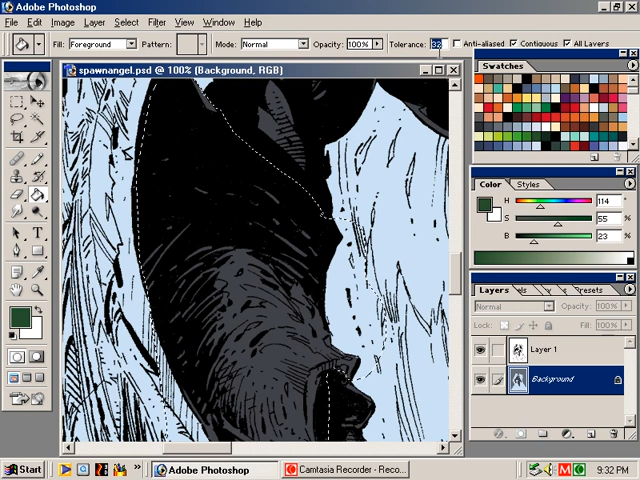 Adobe Photoshop
File Edit Image Layer Select Filter View Window Help
Fill: Foreground Pattern: Mode: Normal Opacity: 100% Tolerance: 32 Anti-aliased Contiguous All Layers
spawnangel.psd @ 100% (Background, RGB)
Swatches
Color Styles
H 114 °
S 55 %
B 23 %
Layers
Normal Opacity: 100%
Lock: Fill: 100%
Layer 1
Background
Start Adobe Photoshop Camtasia Recorder - Reco... 9:32 PM